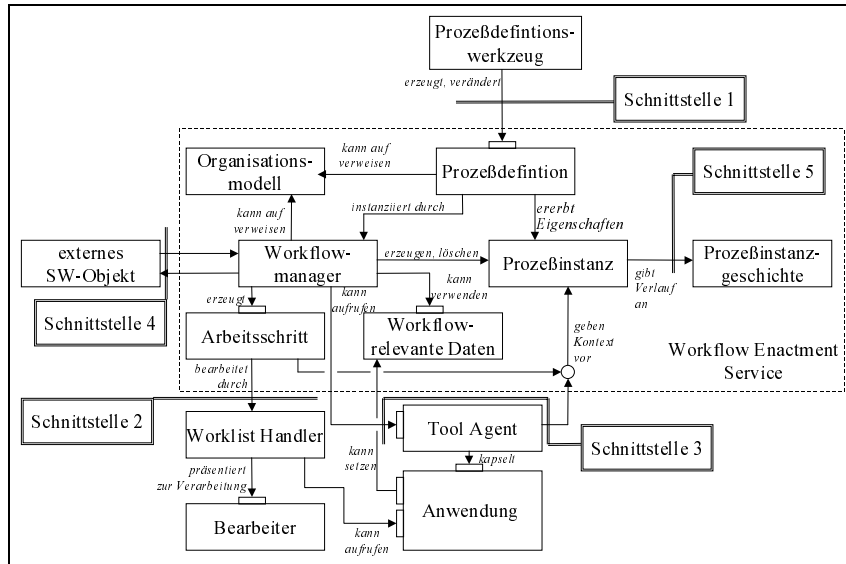 Prozeßdefintions-
werkzeug
erzeugt, verändert
Schnittstelle 1
Organisations-
modell
kann auf
verweisen
Prozeßdefintion
Schnittstelle 5
kann auf
verweisen
instanziiert durch
ererbt
Eigenschaften
externes
SW-Objekt
Workflow-
manager
erzeugen, löschen
Prozeßinstanz
gibt
Verlauf
an
Prozeßinstanz-
geschichte
erzeugt
kann
aufrufen
kann
verwenden
Schnittstelle 4
Arbeitsschritt
Workflow-
relevante Daten
geben
Kontext
vor
Workflow Enactment
Service
bearbeitet
durch
Schnittstelle 2
Worklist Handler
Tool Agent
Schnittstelle 3
kann
setzen
kapselt
präsentiert
zur Verarbeitung
Anwendung
Bearbeiter
kann
aufrufen